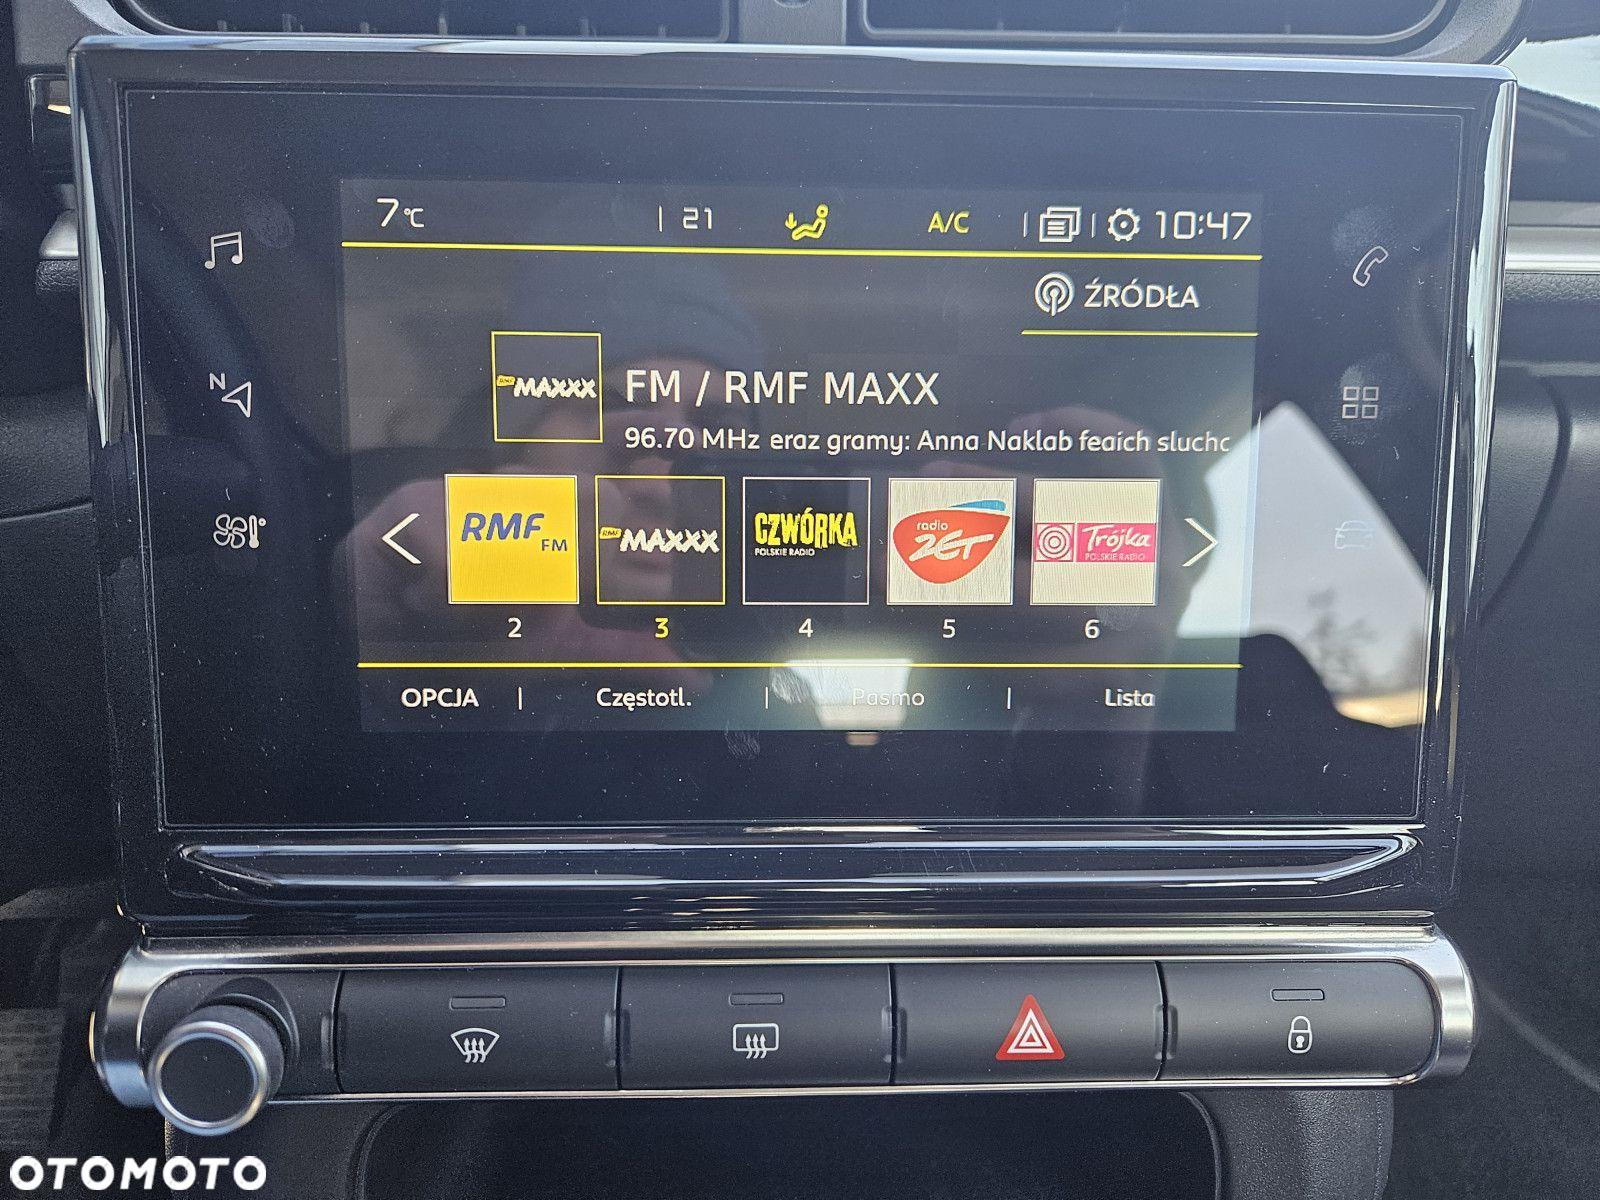 7°C | 21 A/C | | 10:47
ŹRÓDŁA
RMF MAXXX
FM / RMF MAXX
96.70 MHz eraz gramy: Anna Naklab feaich sluchc
N
RMF FM
RMF MAXXX
CZWÓRKA
POLSKIE RADIO
radio
ZET
Trójka
POLSKIE RADIO
2 3 4 5 6
OPCJA | Częstotl. | Pasmo | Lista
OTOMOTO